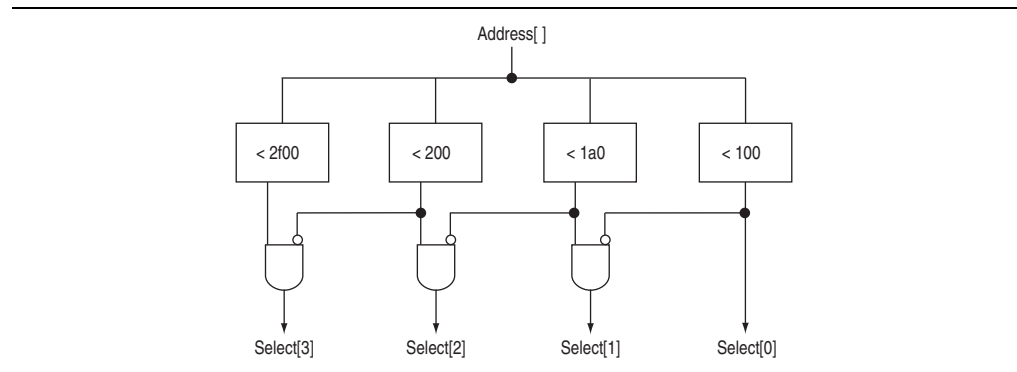 Address[ ]
< 2f00 < 200 < 1a0 < 100
Select[3] Select[2] Select[1] Select[0]